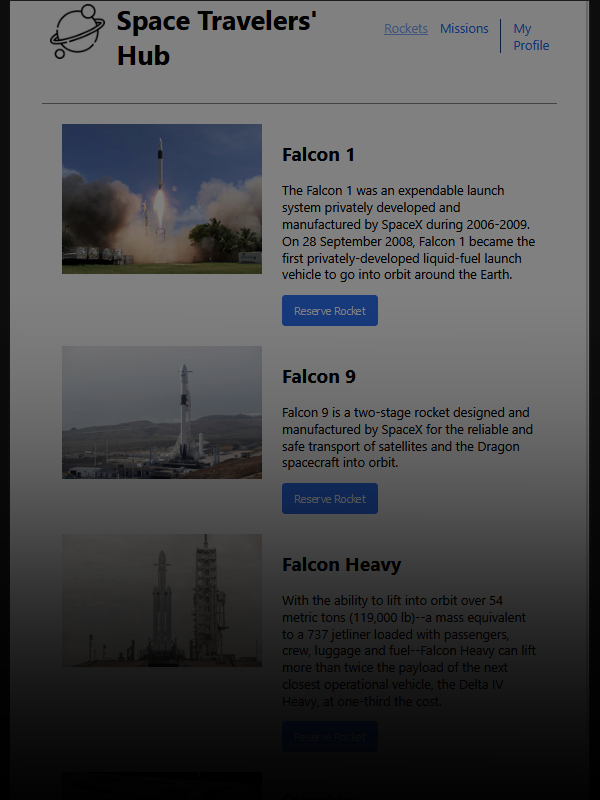 Space Travelers'
Hub
Rockets
Missions
My
Profile
Falcon 1
The Falcon 1 was an expendable launch
system privately developed and
manufactured by SpaceX during 2006-2009.
On 28 September 2008, Falcon 1 became the
first privately-developed liquid-fuel launch
vehicle to go into orbit around the Earth.
Reserve Rocket
Falcon 9
Falcon 9 is a two-stage rocket designed and
manufactured by SpaceX for the reliable and
safe transport of satellites and the Dragon
spacecraft into orbit.
Reserve Rocket
Falcon Heavy
With the ability to lift into orbit over 54
metric tons (119,000 lb)--a mass equivalent
to a 737 jetliner loaded with passengers,
crew, luggage and fuel--Falcon Heavy can lift
more than twice the payload of the next
closest operational vehicle, the Delta IV
Heavy, at one-third the cost.
Reserve Rocket